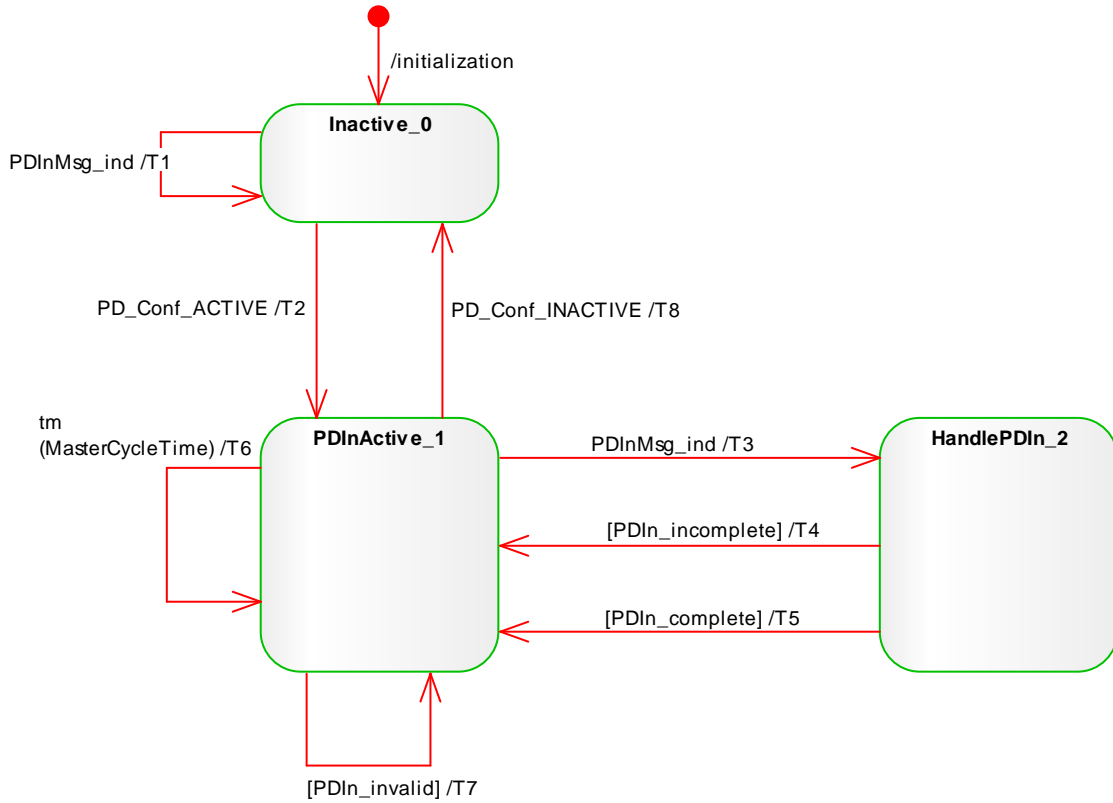 /initialization
Inactive_0
PDInMsg_ind /T1
PD_Conf_ACTIVE /T2
PD_Conf_INACTIVE /T8
tm
(MasterCycleTime) /T6
PDInActive_1
HandlePDIn_2
PDInMsg_ind /T3
[PDIn_incomplete] /T4
[PDIn_complete] /T5
[PDIn_invalid] /T7